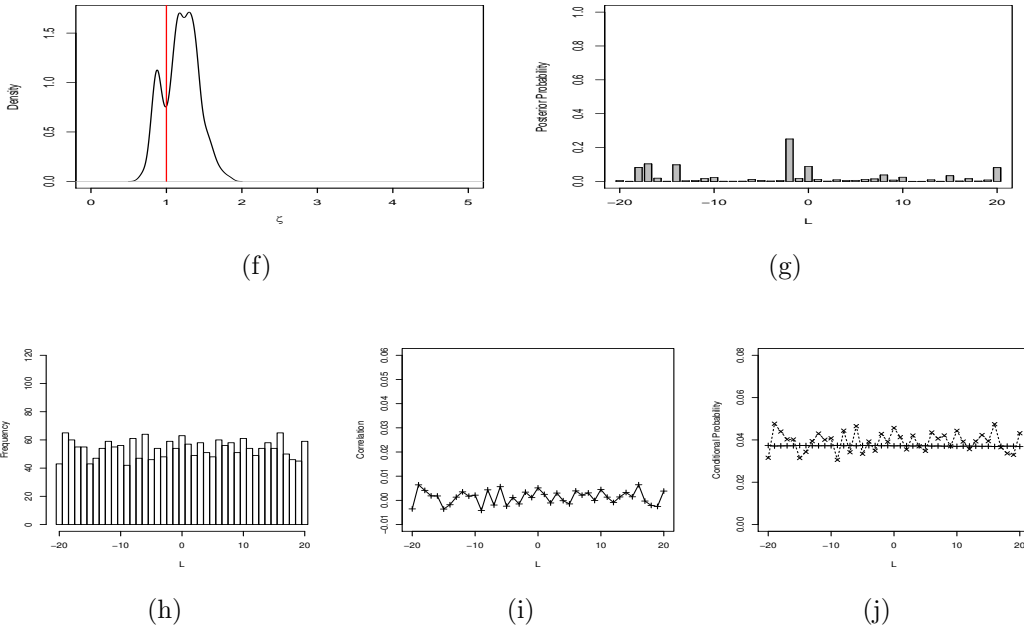 Density
0.0 0.5 1.0 1.5
0 1 2 3 4 5
ζ
(f)
Posterior Probability
0.0 0.2 0.4 0.6 0.8 1.0
−20 −10 0 10 20
L
(g)
Frequency
0 20 40 60 80 100 120
−20 −10 0 10 20
L
(h)
Correlation
−0.01 0.00 0.01 0.02 0.03 0.04 0.05 0.06
−20 −10 0 10 20
L
(i)
Conditional Probability
0.00 0.02 0.04 0.06 0.08
−20 −10 0 10 20
L
(j)